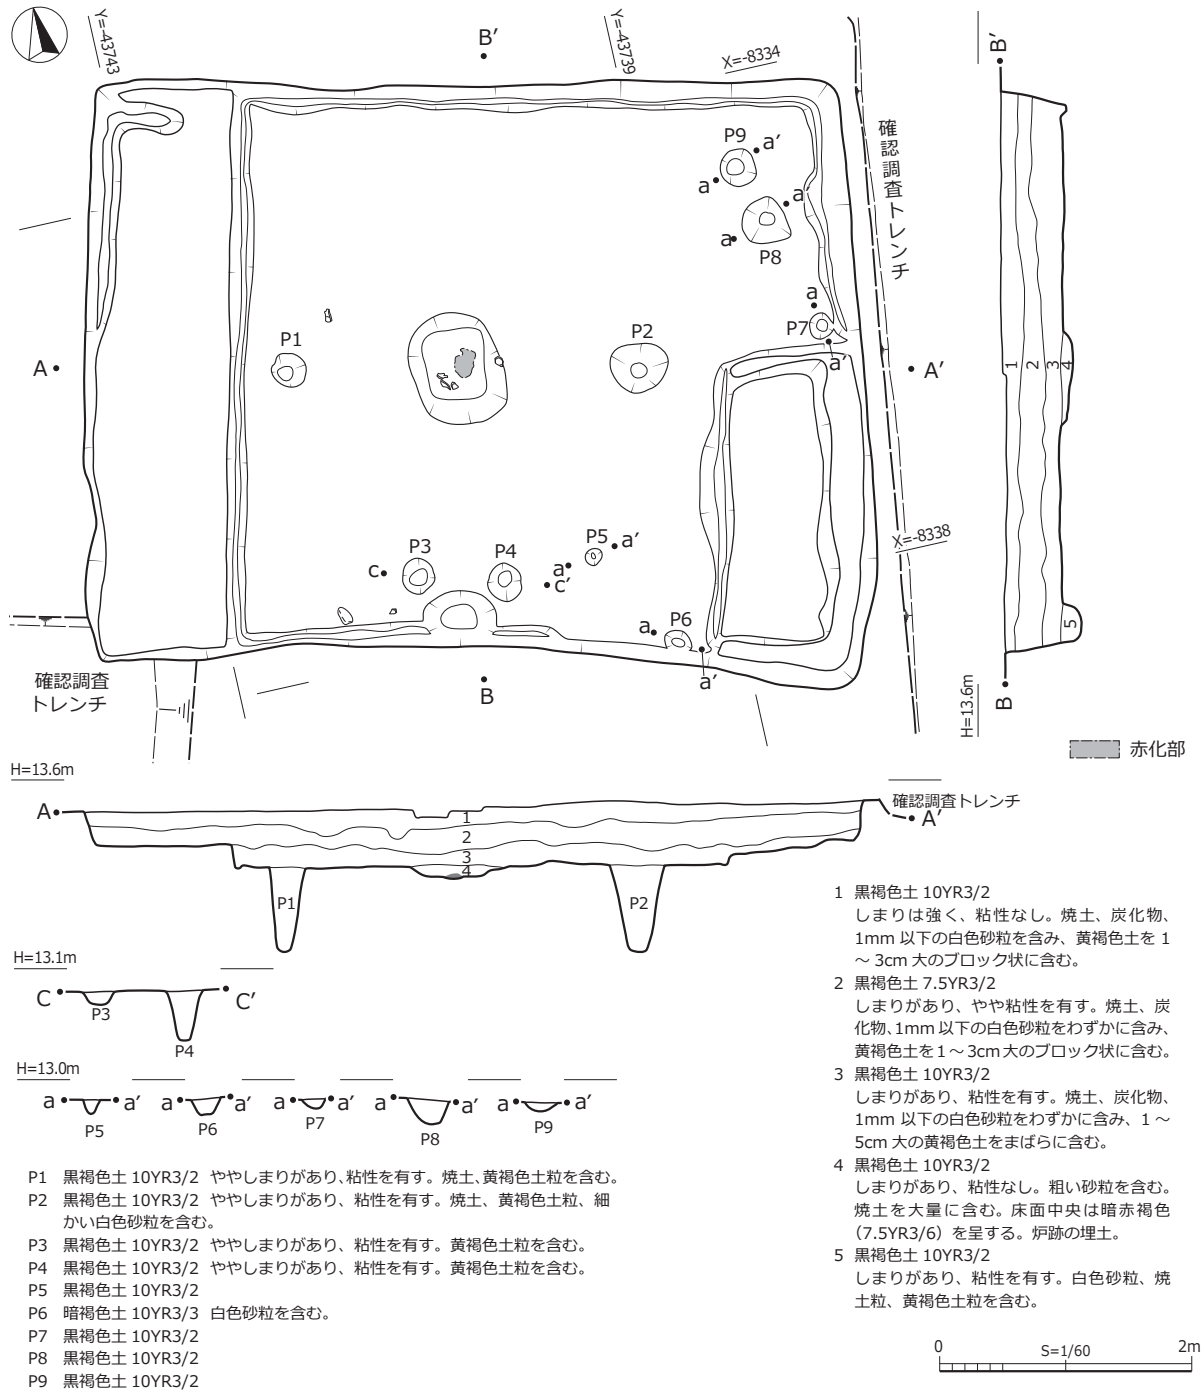 Y=-43743
B′
Y=-43739
X=-8334
B′
確認調査トレンチ
P9
a′
a
a′
a
P8
a
P7
a′
P1
P2
A
A′
1
2
3
4
X=-8338
P3
P4
P5
a′
c
a
c′
P6
a
a′
5
確認調査
トレンチ
B
B
H=13.6m
赤化部
H=13.6m
A
確認調査トレンチ
A′
1
2
3
4
P1
P2
H=13.1m
C
C′
P3
P4
H=13.0m
a
a′
a
a′
a
a′
a
a′
a
a′
P5
P6
P7
P8
P9
P1 黒褐色土 10YR3/2 ややしまりがあり、粘性を有す。焼土、黄褐色土粒を含む。
P2 黒褐色土 10YR3/2 ややしまりがあり、粘性を有す。焼土、黄褐色土粒、細
かい白色砂粒を含む。
P3 黒褐色土 10YR3/2 ややしまりがあり、粘性を有す。黄褐色土粒を含む。
P4 黒褐色土 10YR3/2 ややしまりがあり、粘性を有す。黄褐色土粒を含む。
P5 黒褐色土 10YR3/2
P6 暗褐色土 10YR3/3 白色砂粒を含む。
P7 黒褐色土 10YR3/2
P8 黒褐色土 10YR3/2
P9 黒褐色土 10YR3/2
1 黒褐色土 10YR3/2
しまりは強く、粘性なし。焼土、炭化物、
1mm 以下の白色砂粒を含み、黄褐色土を 1
～ 3cm 大のブロック状に含む。
2 黒褐色土 7.5YR3/2
しまりがあり、やや粘性を有す。焼土、炭
化物、1mm 以下の白色砂粒をわずかに含み、
黄褐色土を１～ 3cm 大のブロック状に含む。
3 黒褐色土 10YR3/2
しまりがあり、粘性を有す。焼土、炭化物、
1mm 以下の白色砂粒をわずかに含み、1 ～
5cm 大の黄褐色土をまばらに含む。
4 黒褐色土 10YR3/2
しまりがあり、粘性なし。粗い砂粒を含む。
焼土を大量に含む。床面中央は暗赤褐色
（7.5YR3/6）を呈する。炉跡の埋土。
5 黒褐色土 10YR3/2
しまりがあり、粘性を有す。白色砂粒、焼
土粒、黄褐色土粒を含む。
0
S=1/60
2m